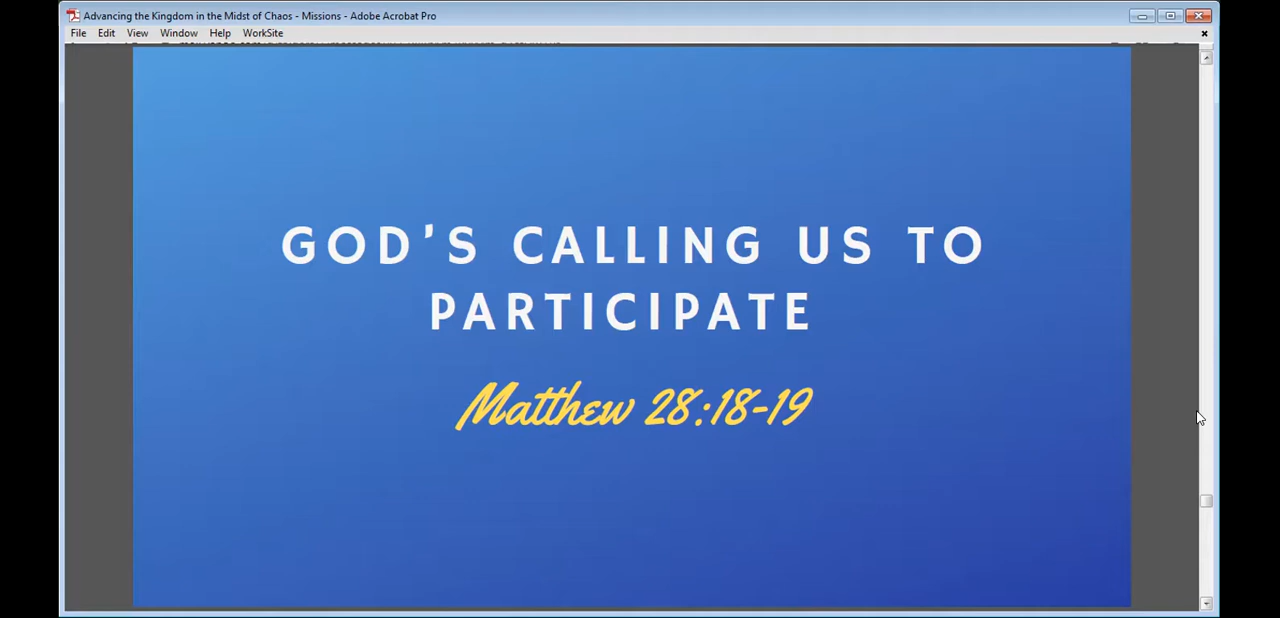 Advancing the Kingdom in the Midst of Chaos - Missions - Adobe Acrobat Pro
File Edit View Window Help WorkSite
GOD'S CALLING US TO
PARTICIPATE
Matthew 28:18-19